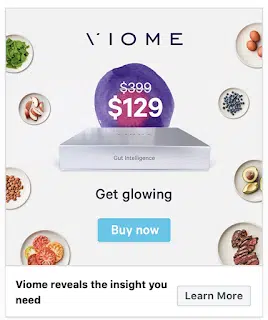 VIOME
$399
$129
Gut Intelligence
Get glowing
Buy now
Viome reveals the insight you
need
Learn More